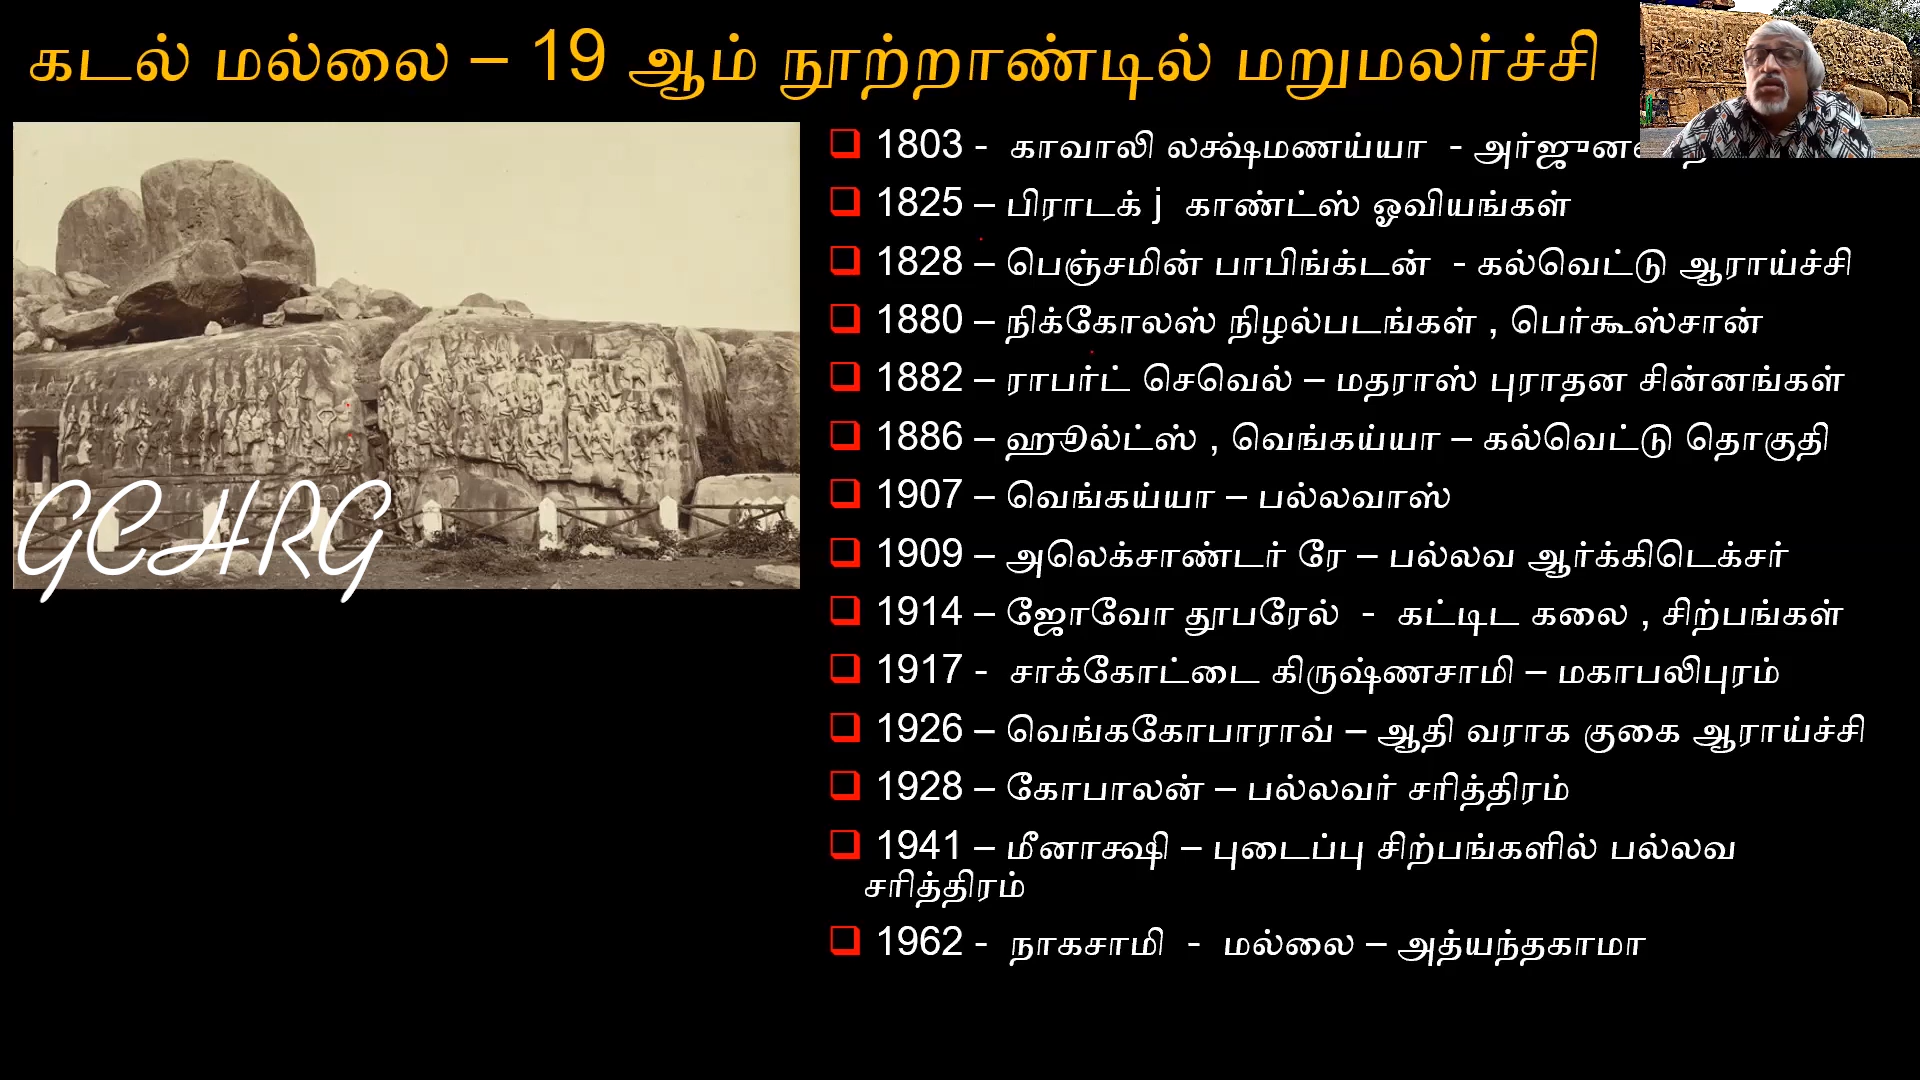 கடல் மல்லை – 19 ஆம் நூற்றாண்டில் மறுமலர்ச்சி
1803 - காவாலி லக்ஷ்மணய்யா -
1825 – பிராடக் j காண்ட்ஸ் ஓவியங்கள்
1828 – பெஞ்சமின் பாபிங்க்டன் - கல்வெட்டு ஆராய்ச்சி
1880 – நிக்கோலஸ் நிழல்படங்கள் , பெர்கூஸ்சான்
1882 – ராபர்ட் செவெல் – மதராஸ் புராதன சின்னங்கள்
1886 – ஹூல்ட்ஸ் , வெங்கய்யா – கல்வெட்டு தொகுதி
1907 – வெங்கய்யா – பல்லவாஸ்
1909 – அலெக்சாண்டர் ரே – பல்லவ ஆர்க்கிடெக்சர்
1914 – ஜோவோ தூபரேல் - கட்டிட கலை , சிற்பங்கள்
1917 - சாக்கோட்டை கிருஷ்ணசாமி – மகாபலிபுரம்
1926 – வெங்ககோபாராவ் – ஆதி வராக குகை ஆராய்ச்சி
1928 – கோபாலன் – பல்லவர் சரித்திரம்
1941 – மீனாக்ஷி – புடைப்பு சிற்பங்களில் பல்லவ
சரித்திரம்
1962 - நாகசாமி - மல்லை – அத்யந்தகாமா
GCHRG